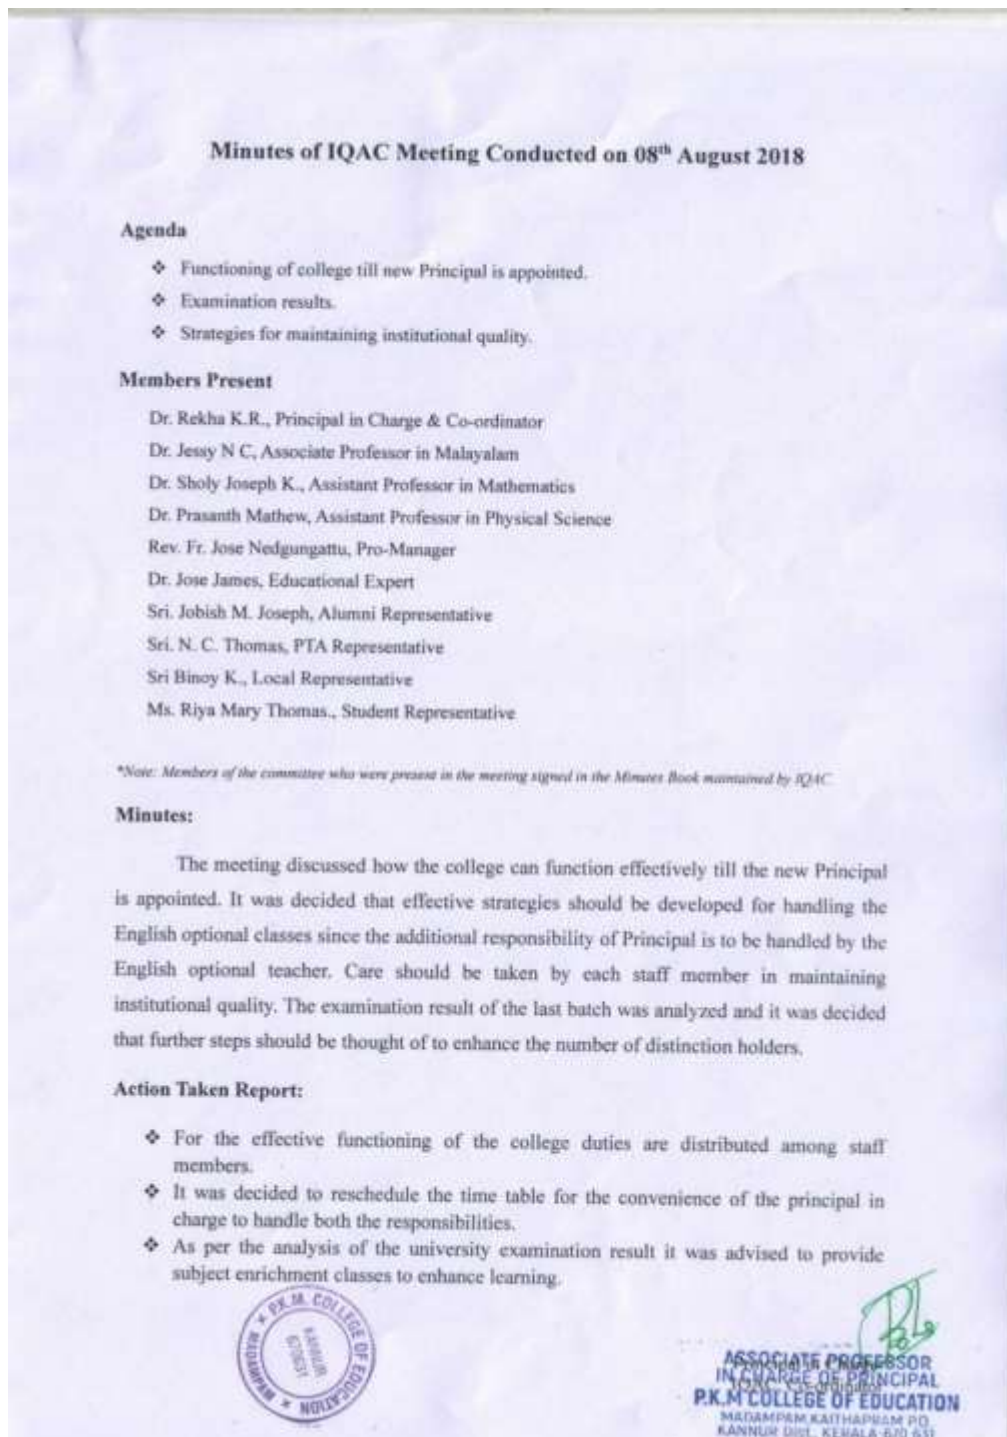 Minutes of IQAC Meeting Conducted on 08th August 2018
Agenda
❖ Functioning of college till new Principal is appointed.
❖ Examination results.
❖ Strategies for maintaining institutional quality.
Members Present
Dr. Rekha K.R., Principal in Charge & Co-ordinator
Dr. Jessy N C, Associate Professor in Malayalam
Dr. Sholy Joseph K., Assistant Professor in Mathematics
Dr. Prasanth Mathew, Assistant Professor in Physical Science
Rev. Fr. Jose Nedgungattu, Pro-Manager
Dr. Jose James, Educational Expert
Sri. Jobish M. Joseph, Alumni Representative
Sri. N. C. Thomas, PTA Representative
Sri Binoy K., Local Representative
Ms. Riya Mary Thomas., Student Representative
*Note: Members of the committee who were present in the meeting signed in the Minutes Book maintained by IQAC
Minutes:
The meeting discussed how the college can function effectively till the new Principal
is appointed. It was decided that effective strategies should be developed for handling the
English optional classes since the additional responsibility of Principal is to be handled by the
English optional teacher. Care should be taken by each staff member in maintaining
institutional quality. The examination result of the last batch was analyzed and it was decided
that further steps should be thought of to enhance the number of distinction holders.
Action Taken Report:
❖ For the effective functioning of the college duties are distributed among staff
members.
❖ It was decided to reschedule the time table for the convenience of the principal in
charge to handle both the responsibilities.
❖ As per the analysis of the university examination result it was advised to provide
subject enrichment classes to enhance learning.
P.K.M. COLLEGE OF EDUCATION
MADAMPAM
KANNUR
670631
ASSOCIATE PROFESSOR
IN CHARGE OF PRINCIPAL
P.K.M COLLEGE OF EDUCATION
MADAMPAM, KAITHAPRAM PO
KANNUR Dist., KERALA-670 631